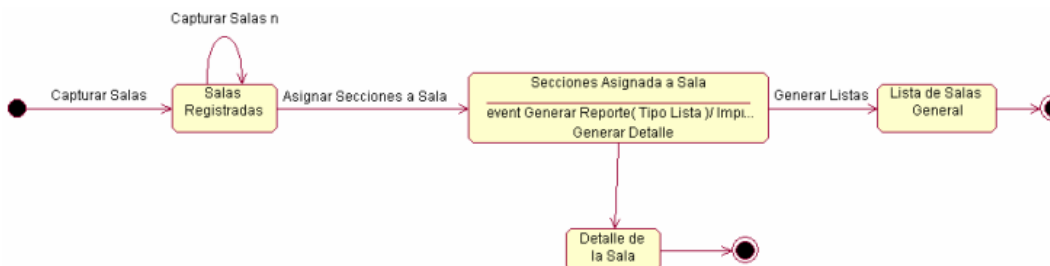 Capturar Salas n
Capturar Salas
Salas
Registradas
Asignar Secciones a Sala
Secciones Asignada a Sala
event Generar Reporte( Tipo Lista )/ Impi...
Generar Detalle
Generar Listas
Lista de Salas
General
Detalle de
la Sala